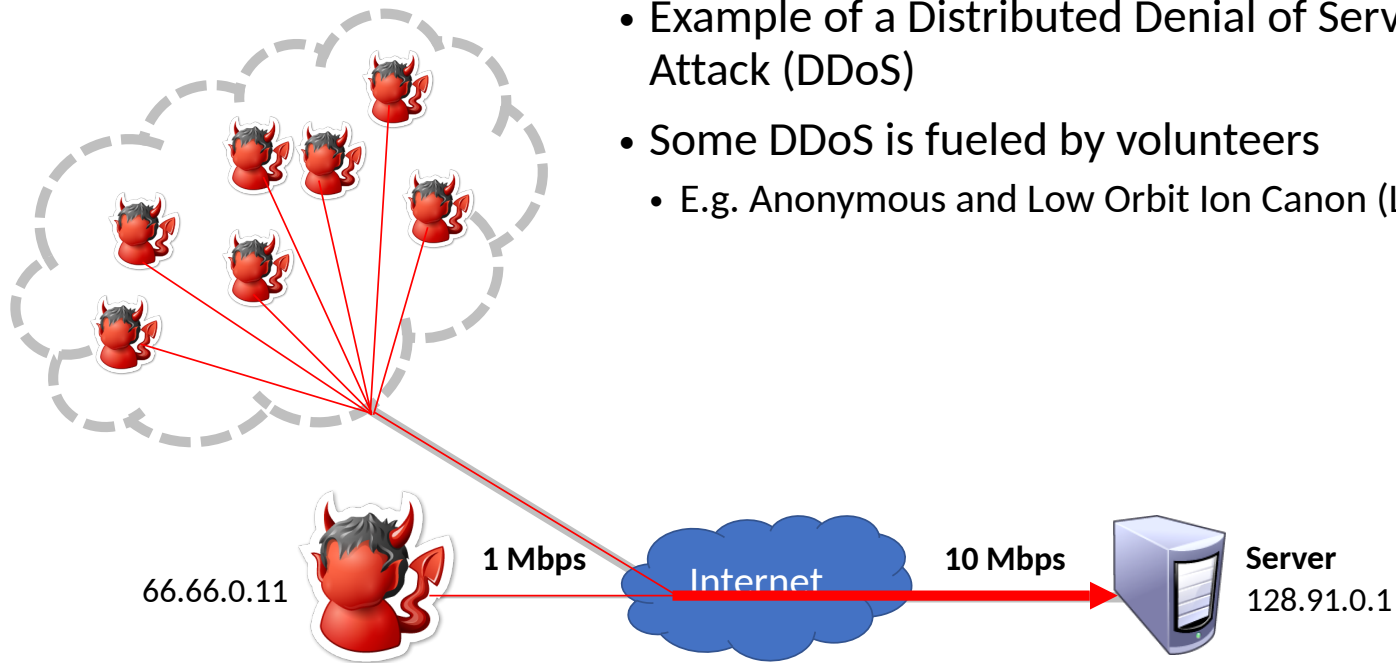 • Example of a Distributed Denial of Serv
Attack (DDoS)
• Some DDoS is fueled by volunteers
• E.g. Anonymous and Low Orbit Ion Canon (L
1 Mbps
10 Mbps
Internet
Server
66.66.0.11
128.91.0.1